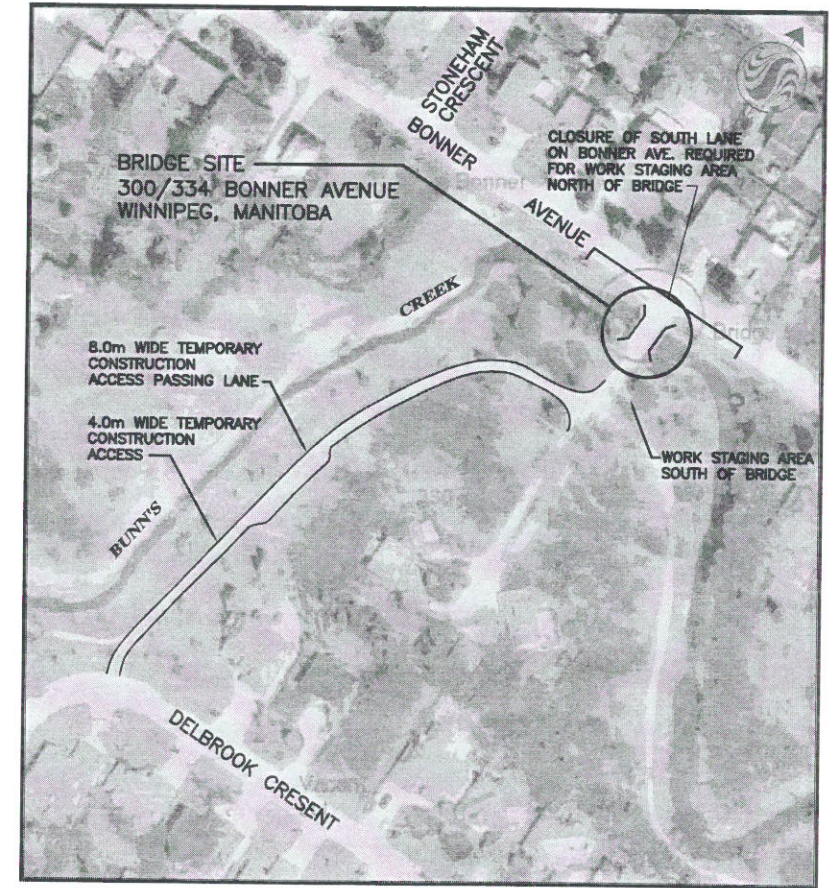 STONEHAM
CRESCENT
BONNER
AVENUE
CLOSURE OF SOUTH LANE
ON BONNER AVE. REQUIRED
FOR WORK STAGING AREA
NORTH OF BRIDGE
BRIDGE SITE
300/334 BONNER AVENUE
WINNIPEG, MANITOBA
Bonner
CREEK
8.0m WIDE TEMPORARY
CONSTRUCTION
ACCESS PASSING LANE
4.0m WIDE TEMPORARY
CONSTRUCTION
ACCESS
WORK STAGING AREA
SOUTH OF BRIDGE
BUNN'S
DELBROOK CRESENT